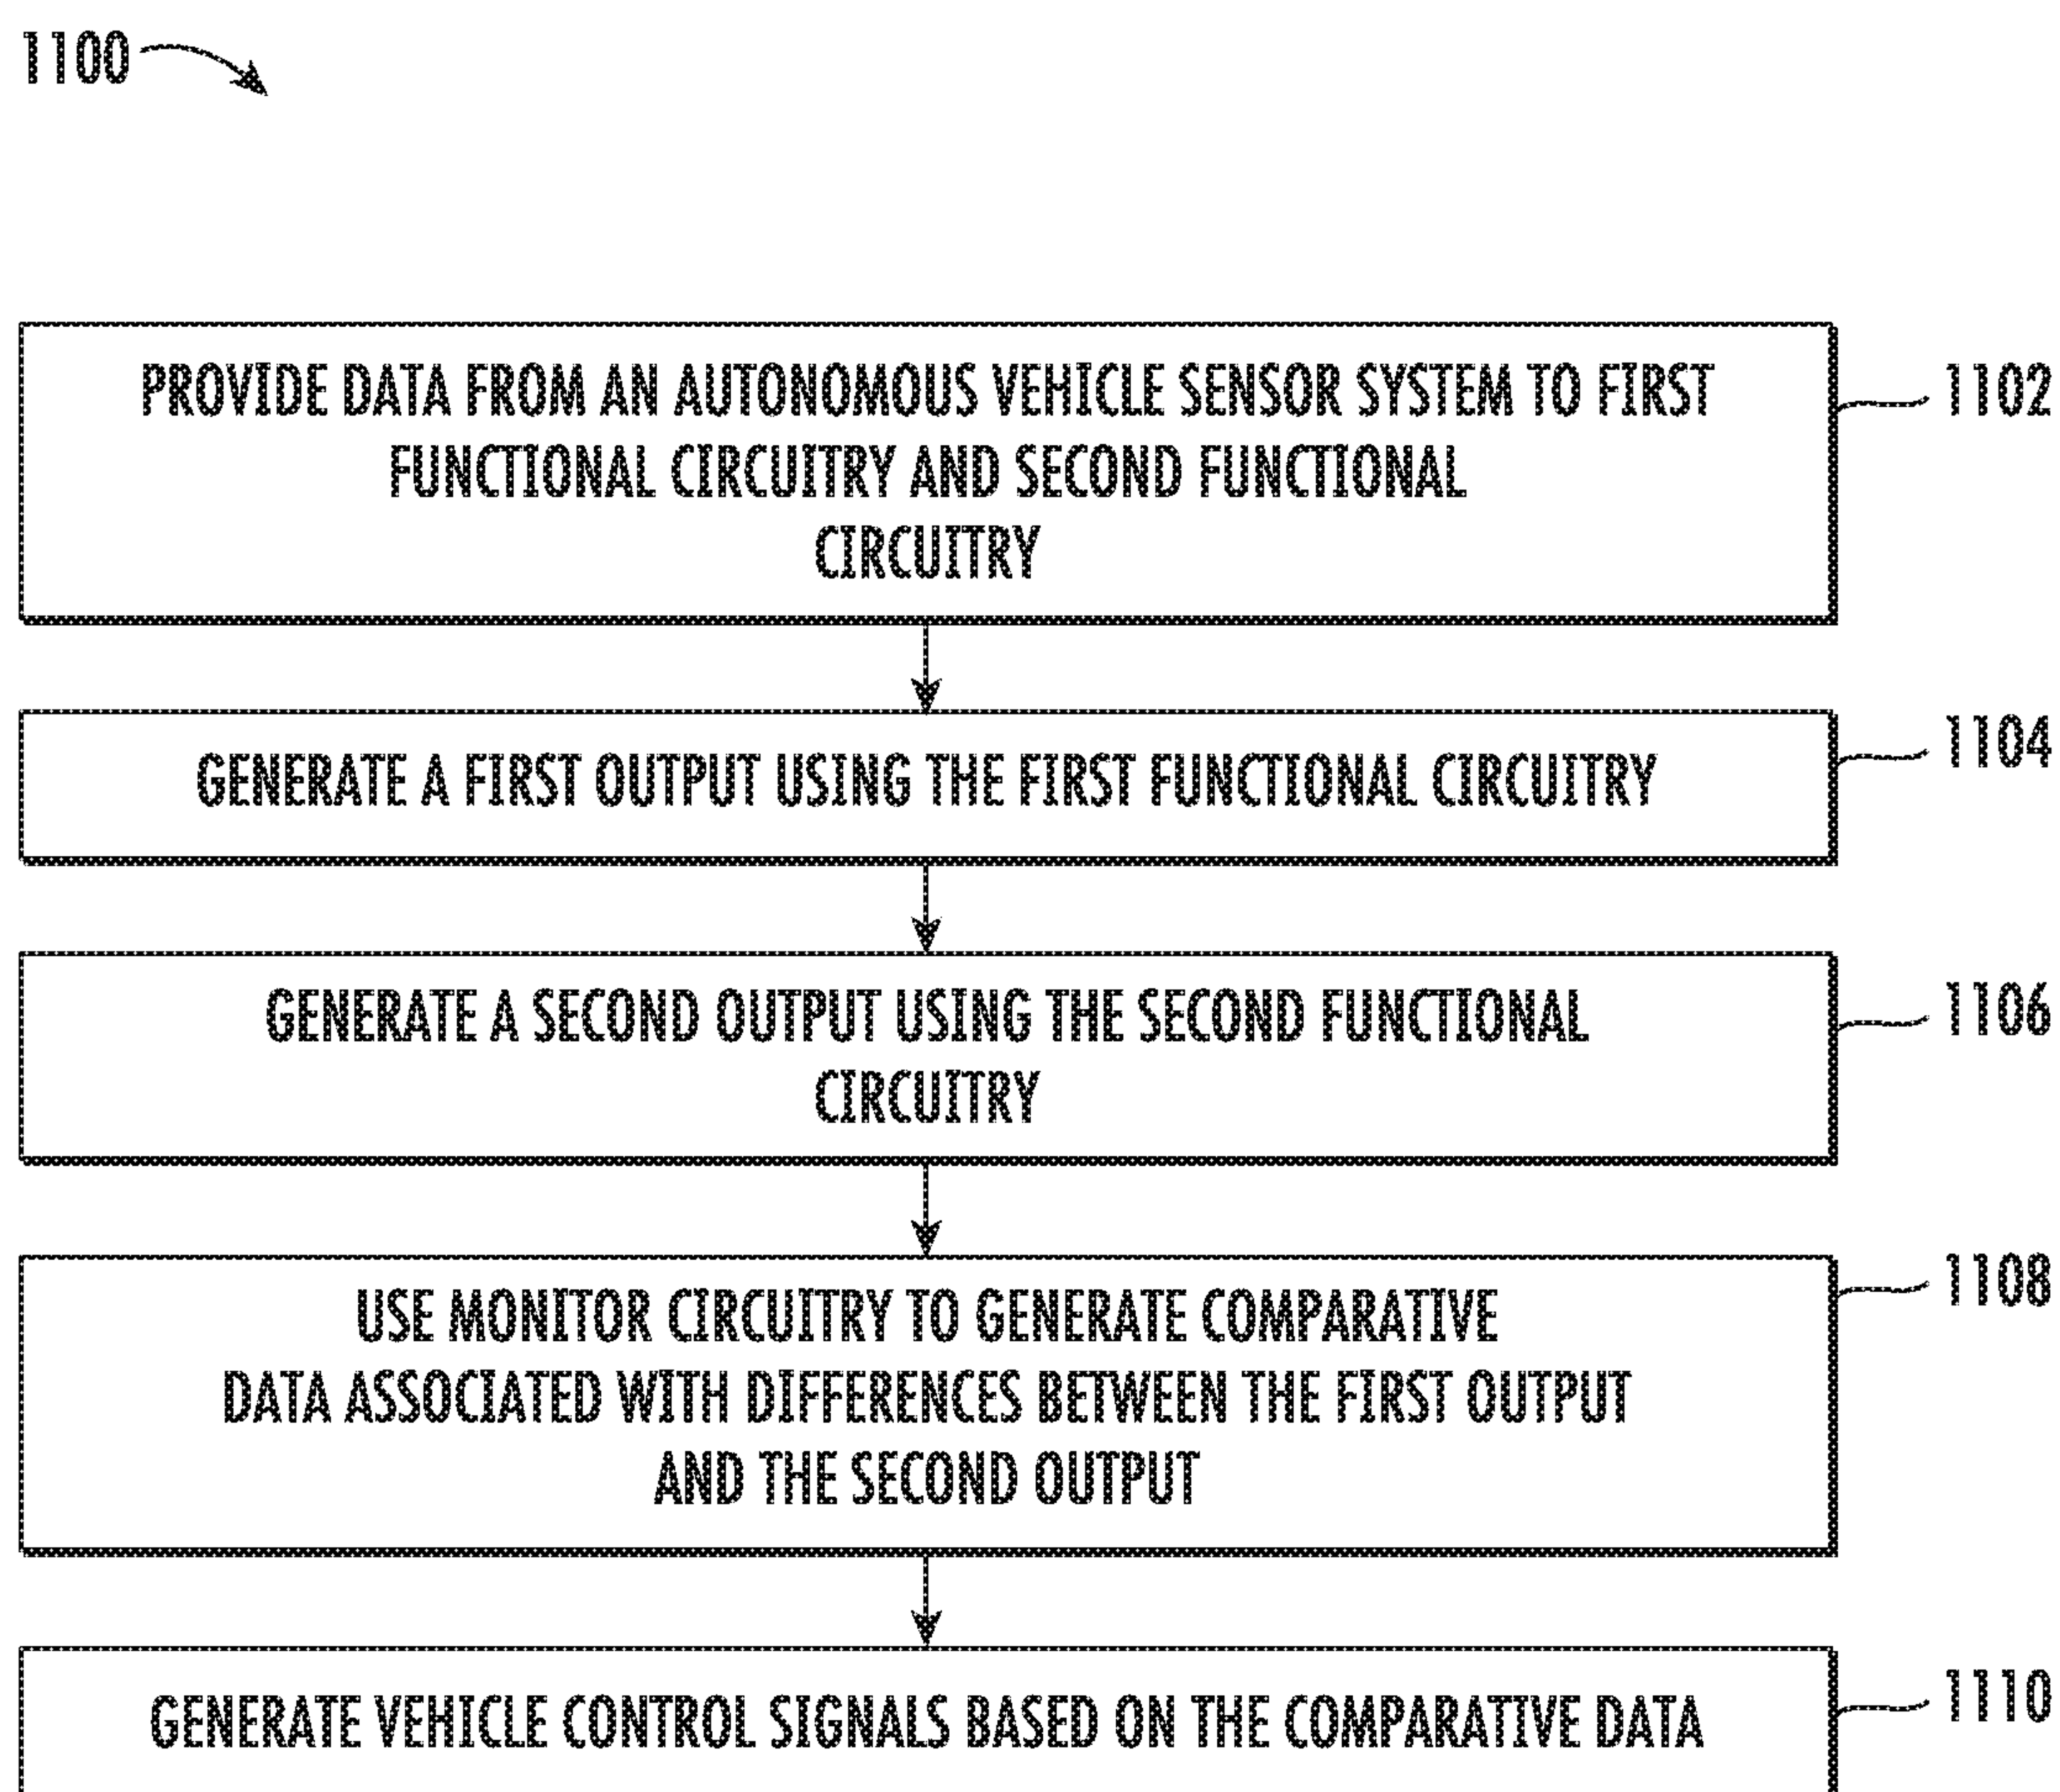 1100
PROVIDE DATA FROM AN AUTONOMOUS VEHICLE SENSOR SYSTEM TO FIRST
FUNCTIONAL CIRCUITRY AND SECOND FUNCTIONAL
CIRCUITRY
1102
GENERATE A FIRST OUTPUT USING THE FIRST FUNCTIONAL CIRCUITRY
1104
GENERATE A SECOND OUTPUT USING THE SECOND FUNCTIONAL
CIRCUITRY
1106
USE MONITOR CIRCUITRY TO GENERATE COMPARATIVE
DATA ASSOCIATED WITH DIFFERENCES BETWEEN THE FIRST OUTPUT
AND THE SECOND OUTPUT
1108
GENERATE VEHICLE CONTROL SIGNALS BASED ON THE COMPARATIVE DATA
1110